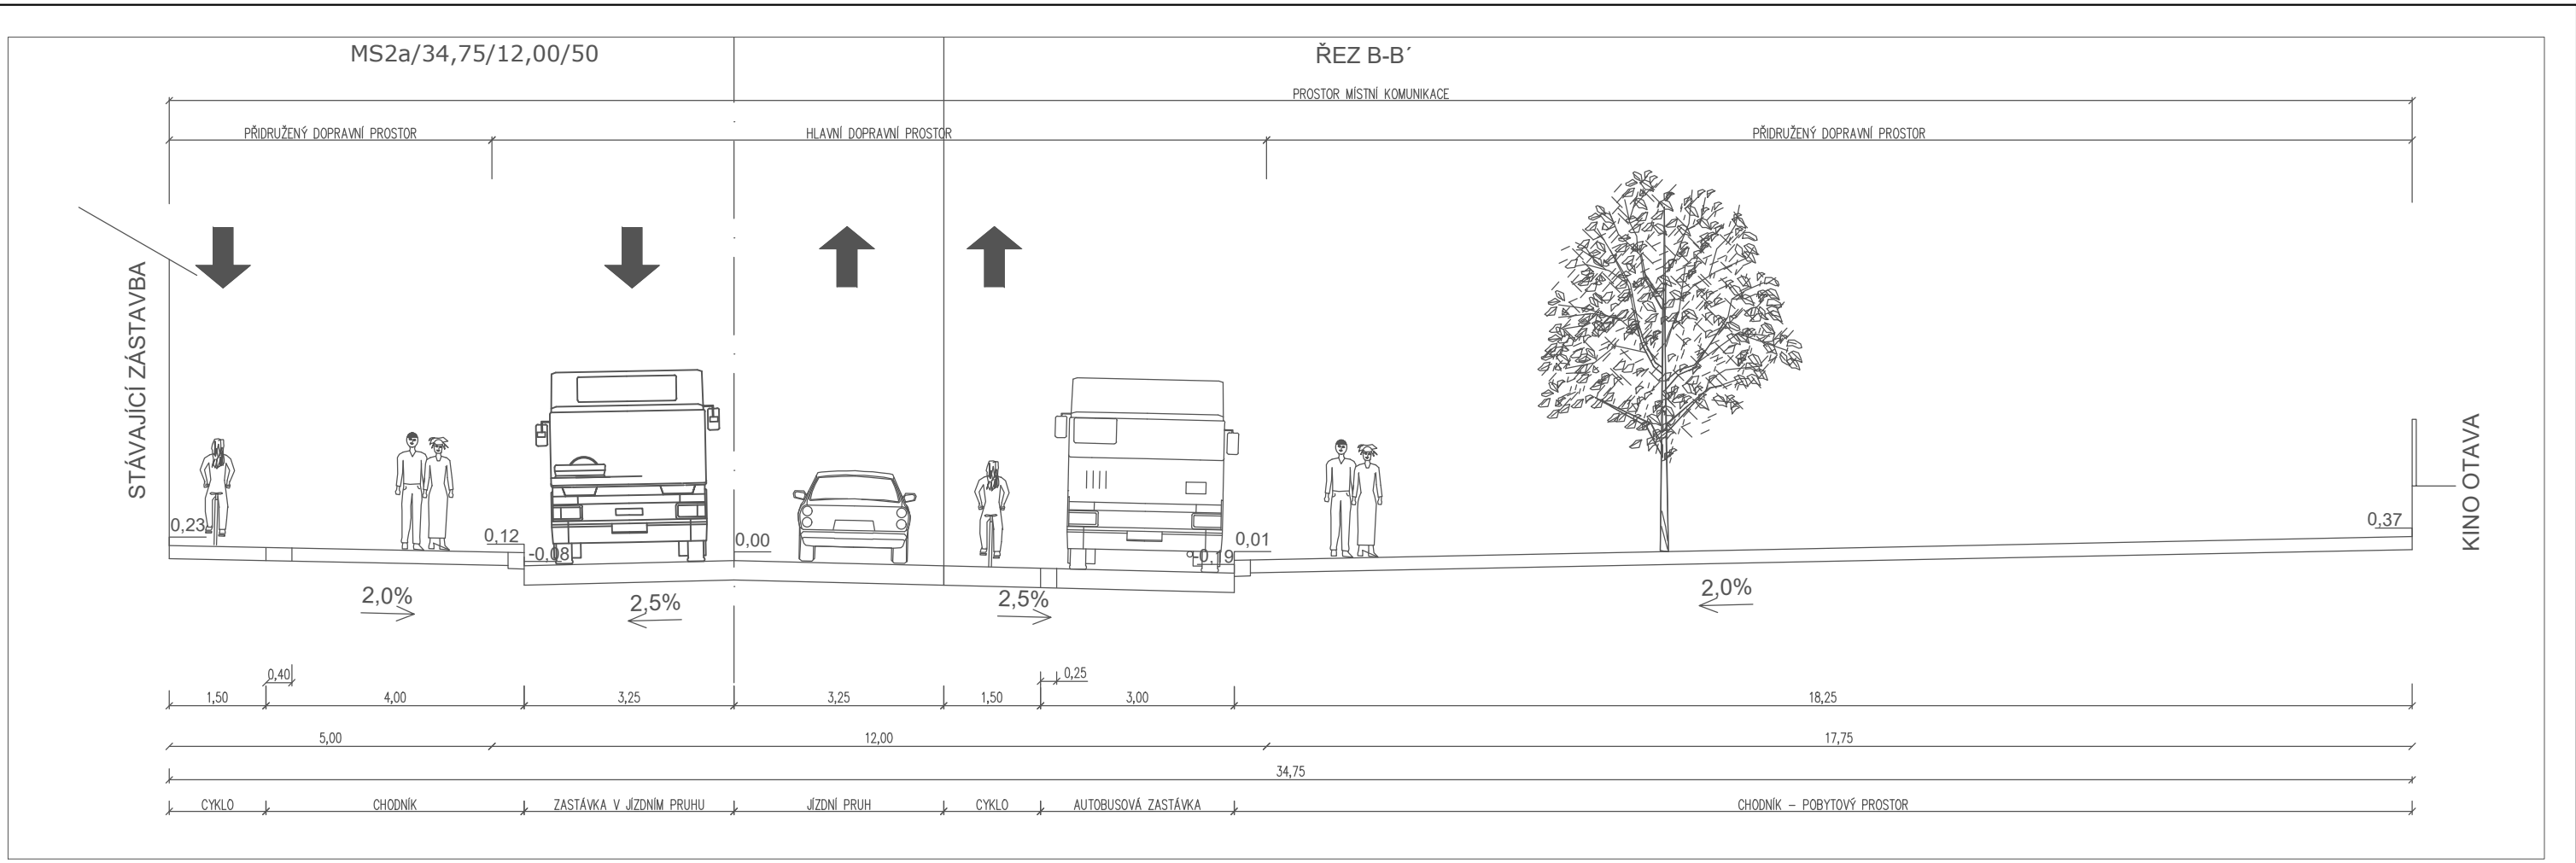 MS2a/34,75/12,00/50
ŘEZ B-B´
PROSTOR MÍSTNÍ KOMUNIKACE
PŘIDRUŽENÝ DOPRAVNÍ PROSTOR
HLAVNÍ DOPRAVNÍ PROSTOR
PŘIDRUŽENÝ DOPRAVNÍ PROSTOR
STÁVAJÍCÍ ZÁSTAVBA
KINO OTAVA
0,23
0,12
-0,08
0,00
-0,19
0,01
0,37
2,0%
2,5%
2,5%
2,0%
0,40
0,25
1,50
4,00
3,25
3,25
1,50
3,00
18,25
5,00
12,00
17,75
34,75
CYKLO
CHODNÍK
ZASTÁVKA V JÍZDNÍM PRUHU
JÍZDNÍ PRUH
CYKLO
AUTOBUSOVÁ ZASTÁVKA
CHODNÍK – POBYTOVÝ PROSTOR